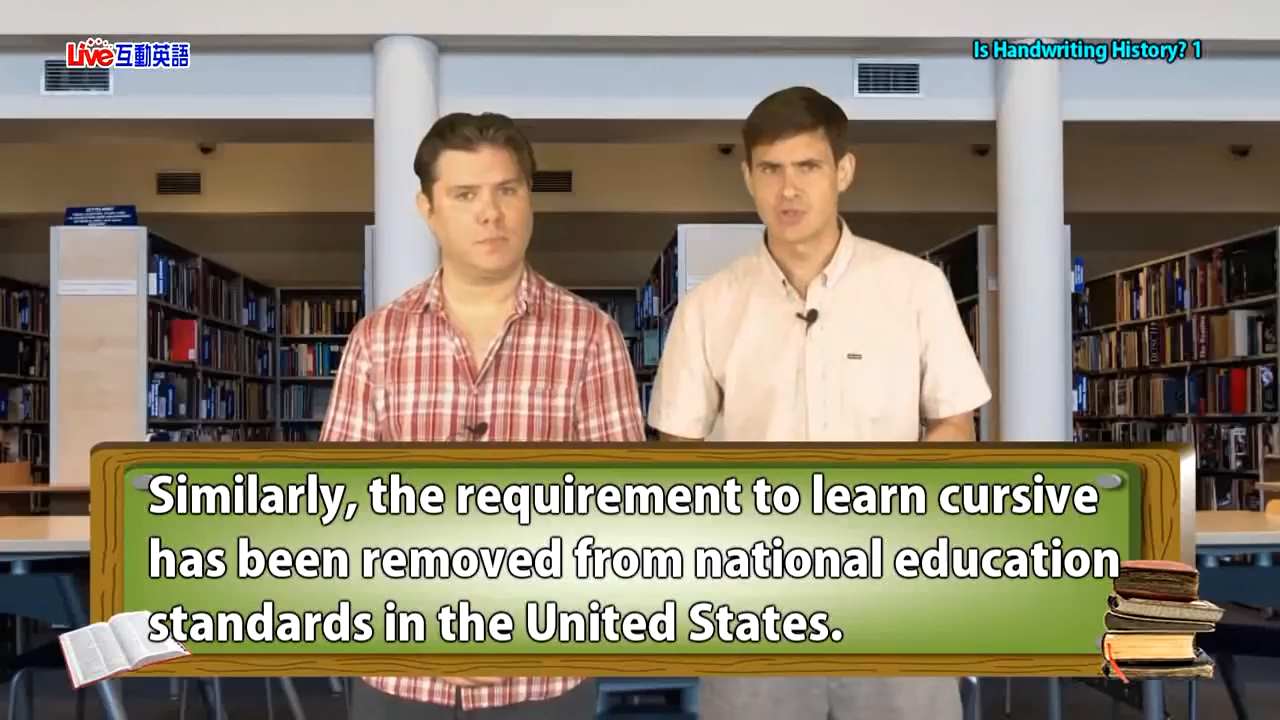 Live互動英語
Is Handwriting History? 1
Similarly, the requirement to learn cursive
has been removed from national education
standards in the United States.